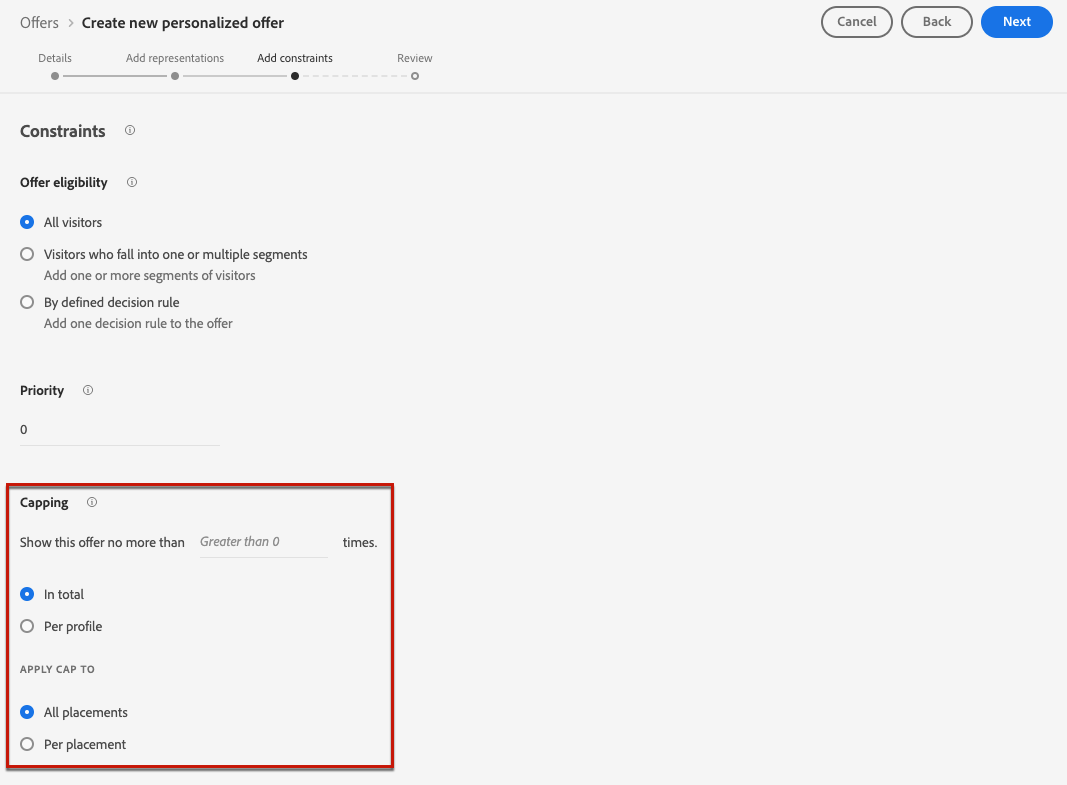 Offers > Create new personalized offer
Cancel
Back
Next
Details
Add representations
Add constraints
Review
Constraints
Offer eligibility
All visitors
Visitors who fall into one or multiple segments
Add one or more segments of visitors
By defined decision rule
Add one decision rule to the offer
Priority
0
Capping
Show this offer no more than Greater than 0 times.
In total
Per profile
APPLY CAP TO
All placements
Per placement